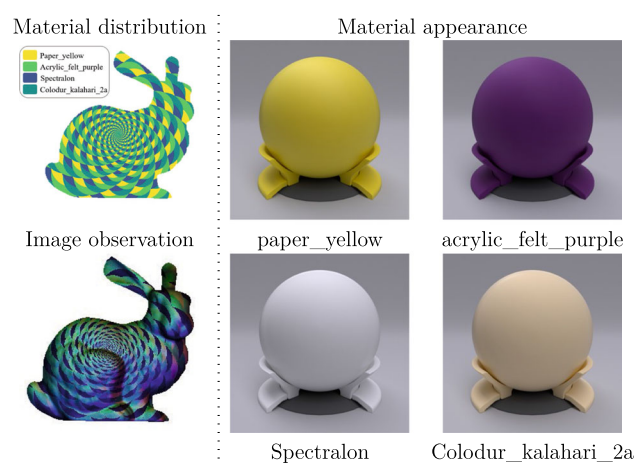 Material distribution
Material appearance
Paper_yellow
Acrylic_felt_purple
Spectralon
Colodur_kalahari_2a
Image observation
paper_yellow
acrylic_felt_purple
Spectralon
Colodur_kalahari_2a